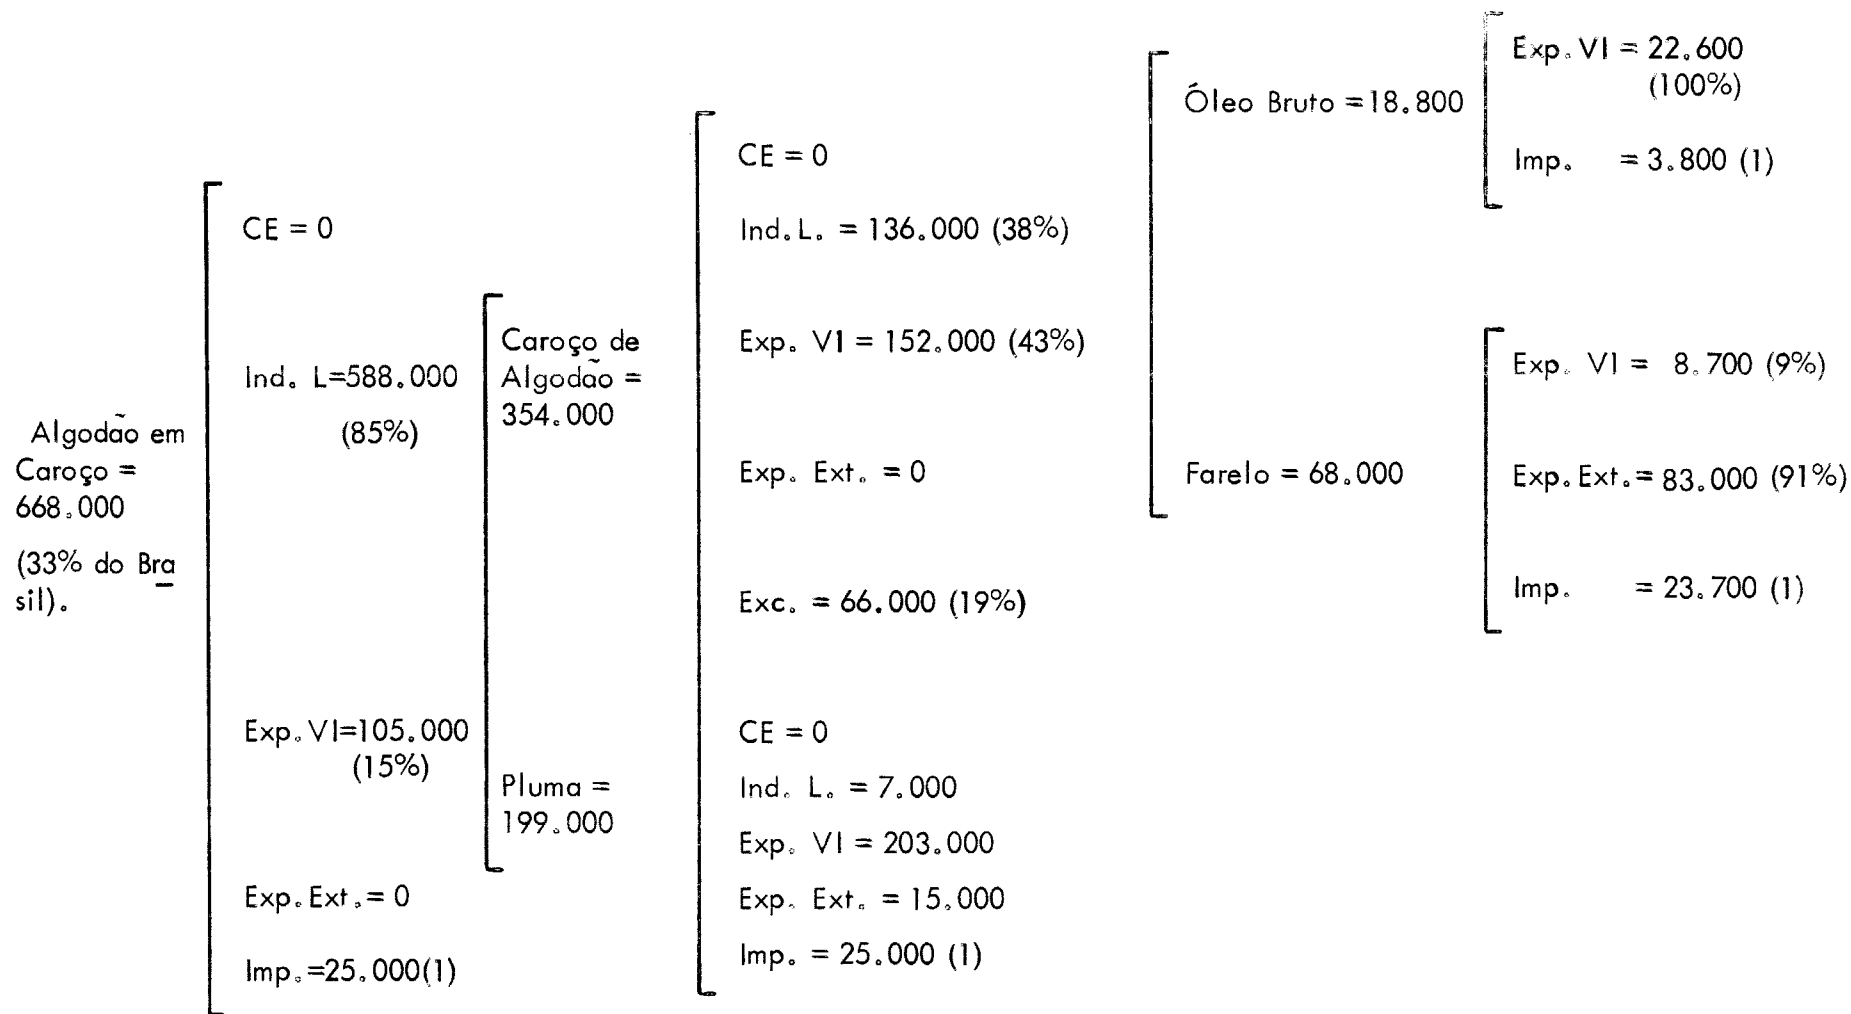 Algodão em
Caroço =
668.000
(33% do Bra
sil).
CE = 0
Ind. L=588.000
(85%)
Exp. VI=105.000
(15%)
Exp. Ext. = 0
Imp. =25.000(1)
Caroço de
Algodão =
354.000
Pluma =
199.000
CE = 0
Ind. L. = 136.000 (38%)
Exp. VI = 152.000 (43%)
Exp. Ext. = 0
Exc. = 66.000 (19%)
CE = 0
Ind. L. = 7.000
Exp. VI = 203.000
Exp. Ext. = 15.000
Imp. = 25.000 (1)
Óleo Bruto =18.800
Farelo = 68.000
Exp. VI = 22.600
(100%)
Imp. = 3.800 (1)
Exp. VI = 8.700 (9%)
Exp. Ext. = 83.000 (91%)
Imp. = 23.700 (1)